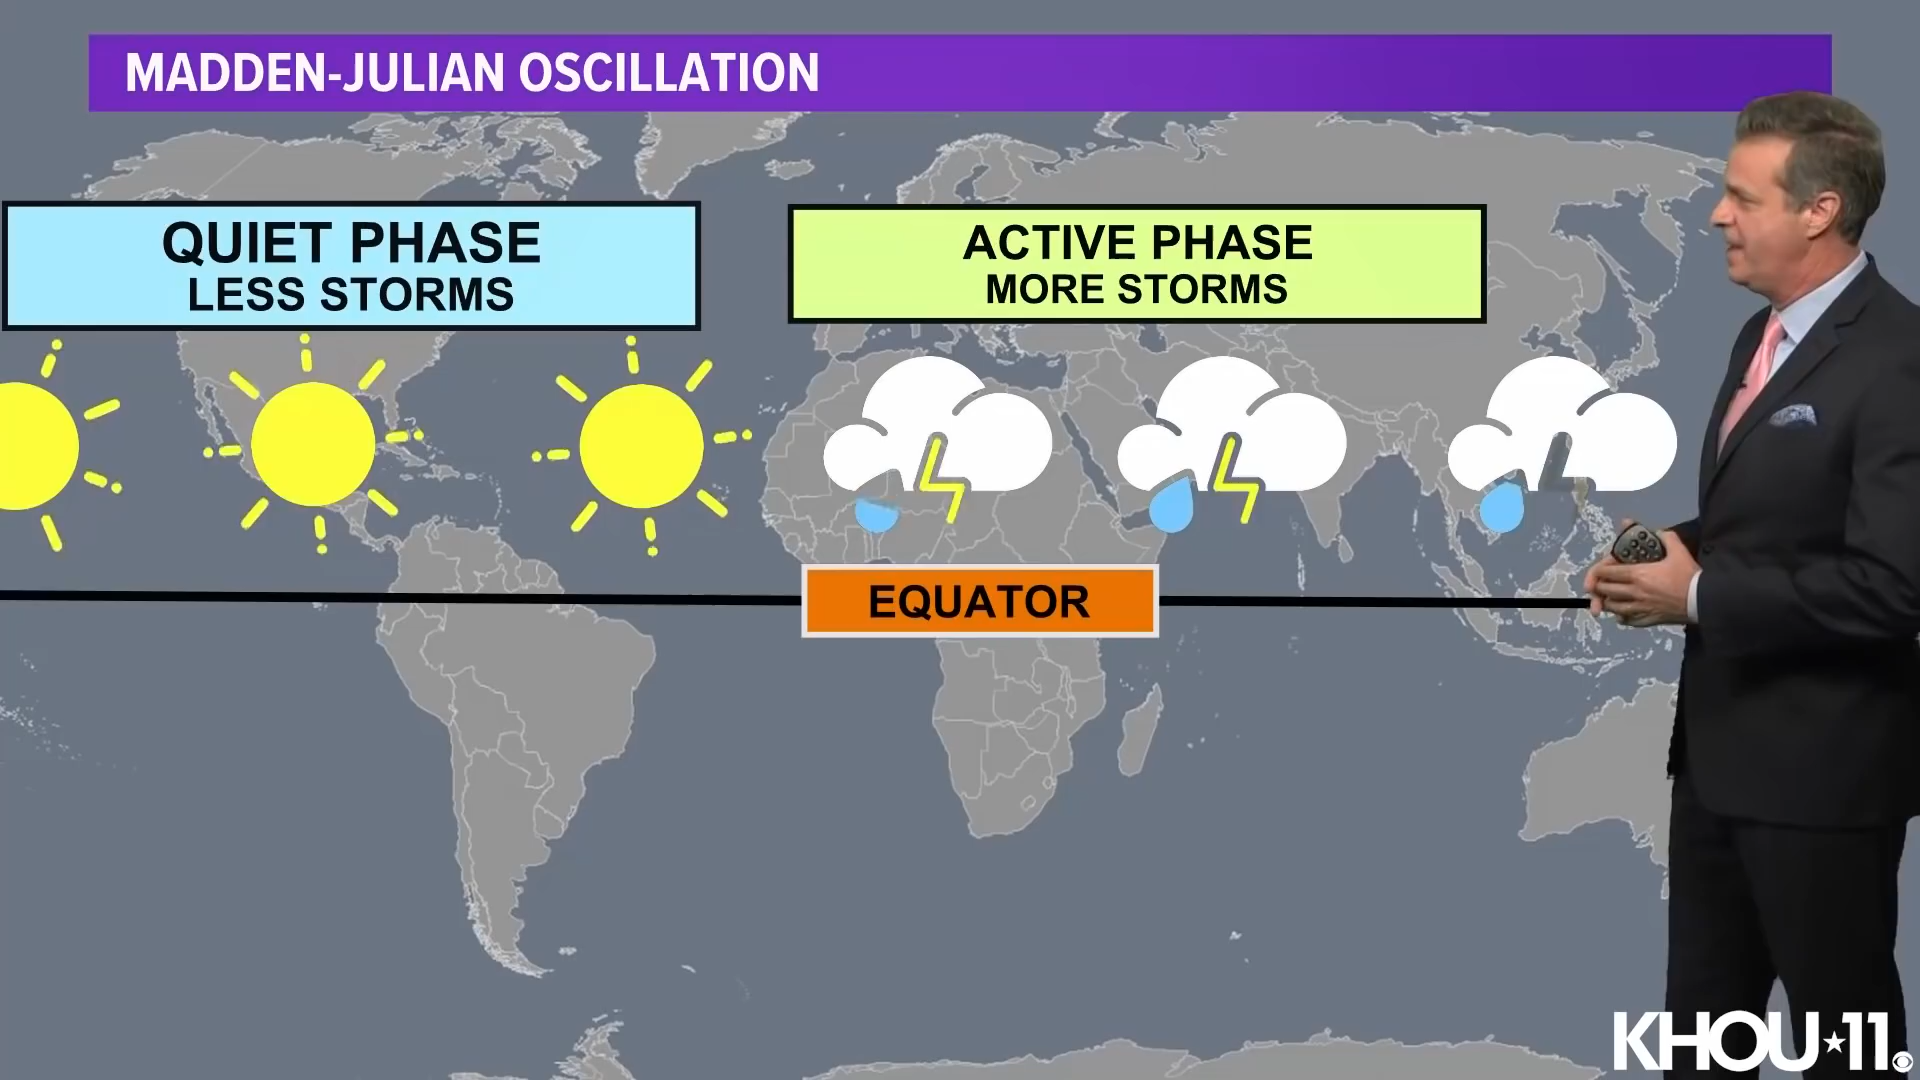 MADDEN-JULIAN OSCILLATION
QUIET PHASE
LESS STORMS
ACTIVE PHASE
MORE STORMS
EQUATOR
KHOU★11